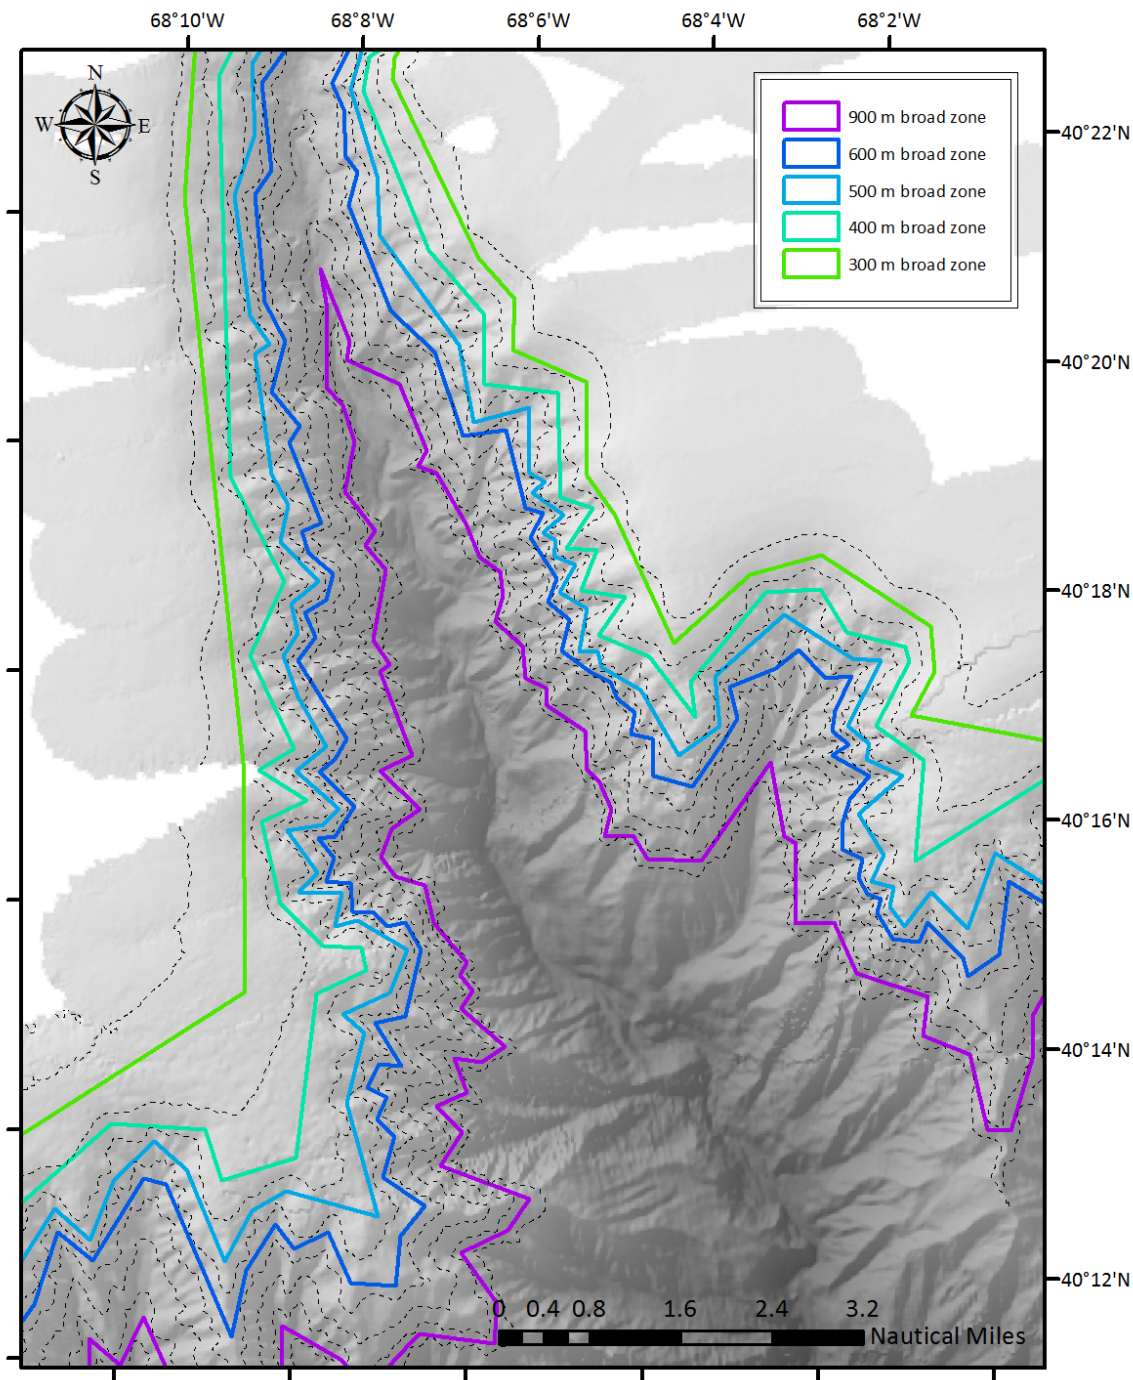 68°10'W 68°8'W 68°6'W 68°4'W 68°2'W
N
W E
S
900 m broad zone
600 m broad zone
500 m broad zone
400 m broad zone
300 m broad zone
40°22'N
40°20'N
40°18'N
40°16'N
40°14'N
40°12'N
0 0.4 0.8 1.6 2.4 3.2
Nautical Miles